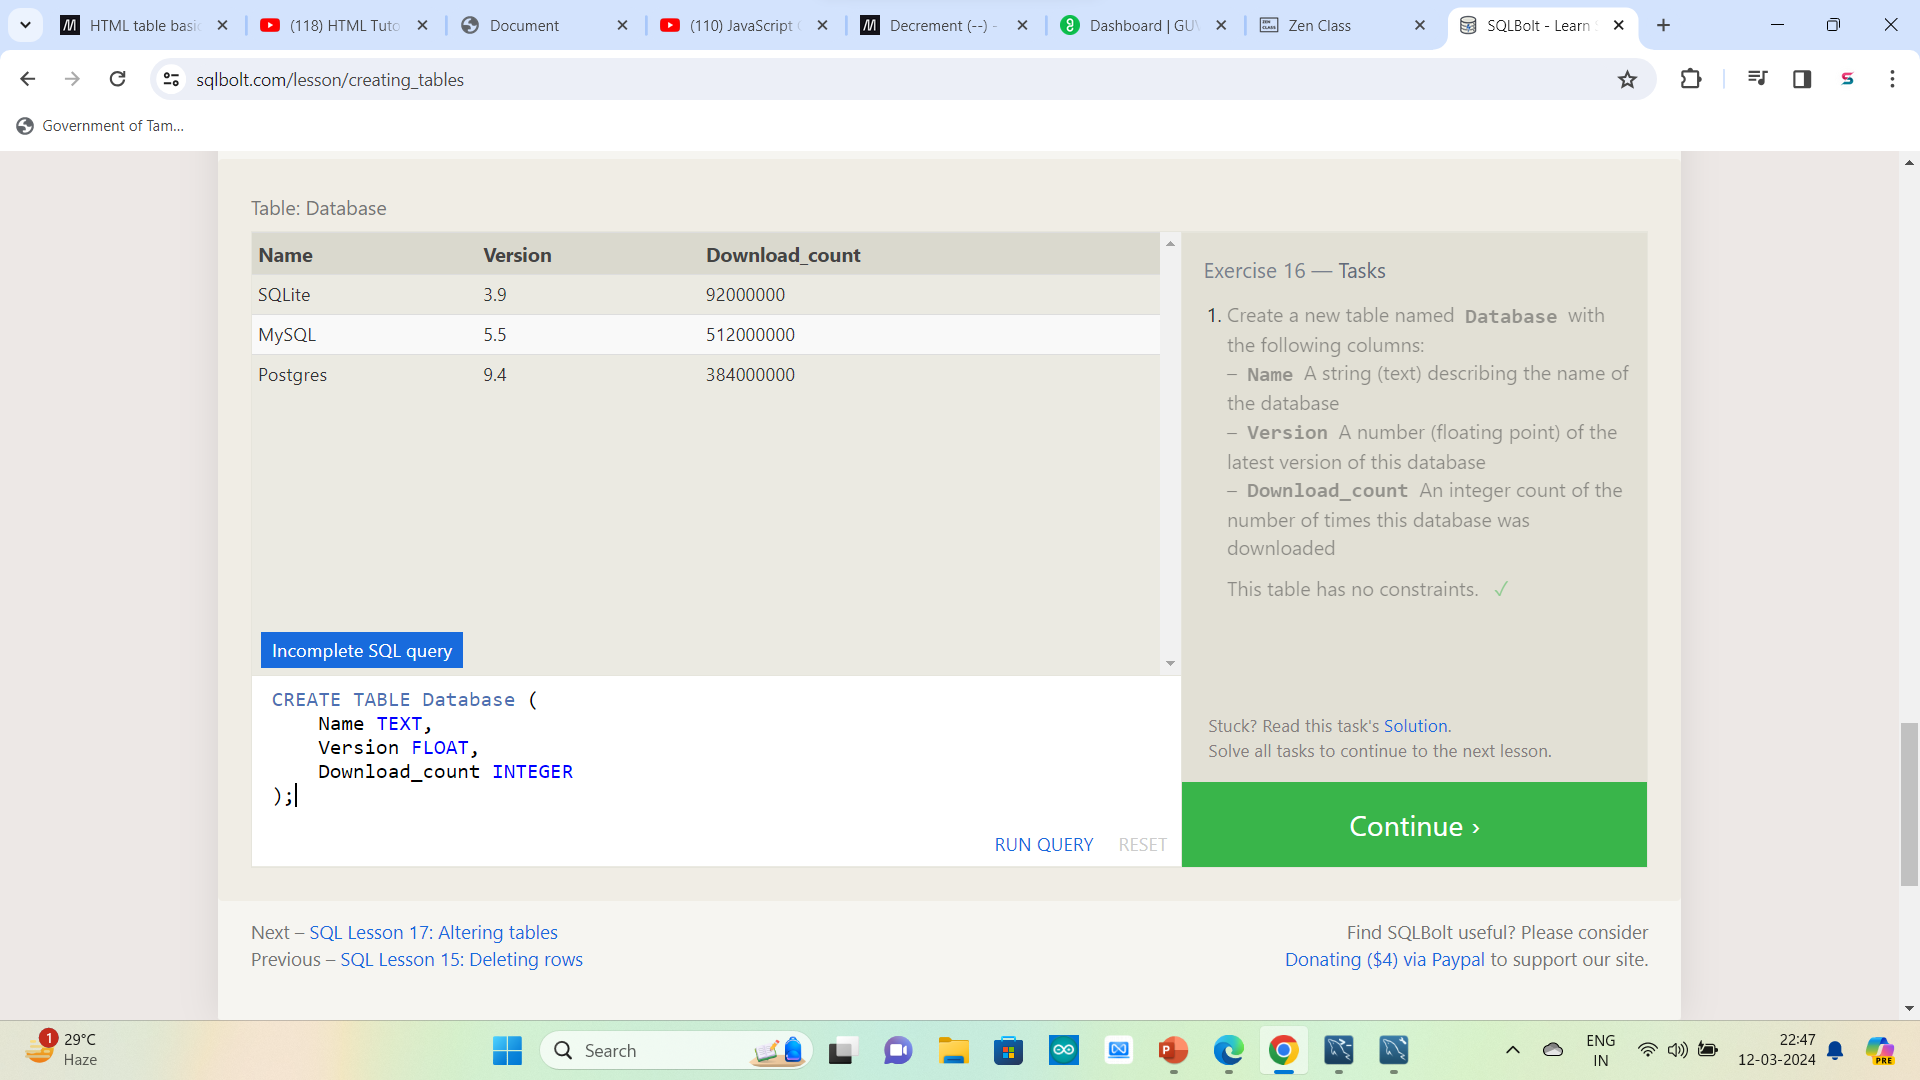 HTML table basic
(118) HTML Tuto
Document
(110) JavaScript
Decrement (--) -
Dashboard | GUV
Zen Class
SQLBolt - Learn
sqlbolt.com/lesson/creating_tables
Government of Tam...
Table: Database
Name Version Download_count
SQLite 3.9 92000000
MySQL 5.5 512000000
Postgres 9.4 384000000
Incomplete SQL query
CREATE TABLE Database (
Name TEXT,
Version FLOAT,
Download_count INTEGER
);
RUN QUERY RESET
Exercise 16 — Tasks
1. Create a new table named Database with
the following columns:
– Name A string (text) describing the name of
the database
– Version A number (floating point) of the
latest version of this database
– Download_count An integer count of the
number of times this database was
downloaded
This table has no constraints. ✓
Stuck? Read this task's Solution.
Solve all tasks to continue to the next lesson.
Continue ›
Next – SQL Lesson 17: Altering tables
Previous – SQL Lesson 15: Deleting rows
Find SQLBolt useful? Please consider
Donating ($4) via Paypal to support our site.
1
29°C
Haze
Search
ENG
IN
22:47
12-03-2024
PRE